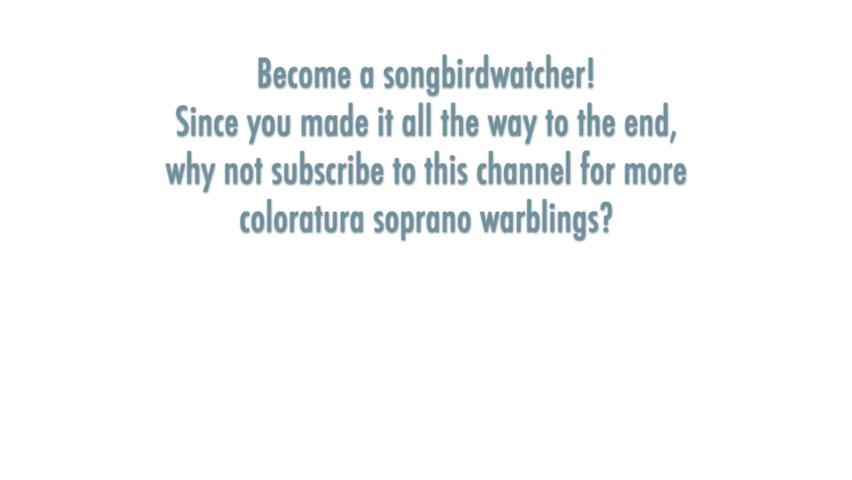 Become a songbirdwatcher!
Since you made it all the way to the end,
why not subscribe to this channel for more
coloratura soprano warblings?